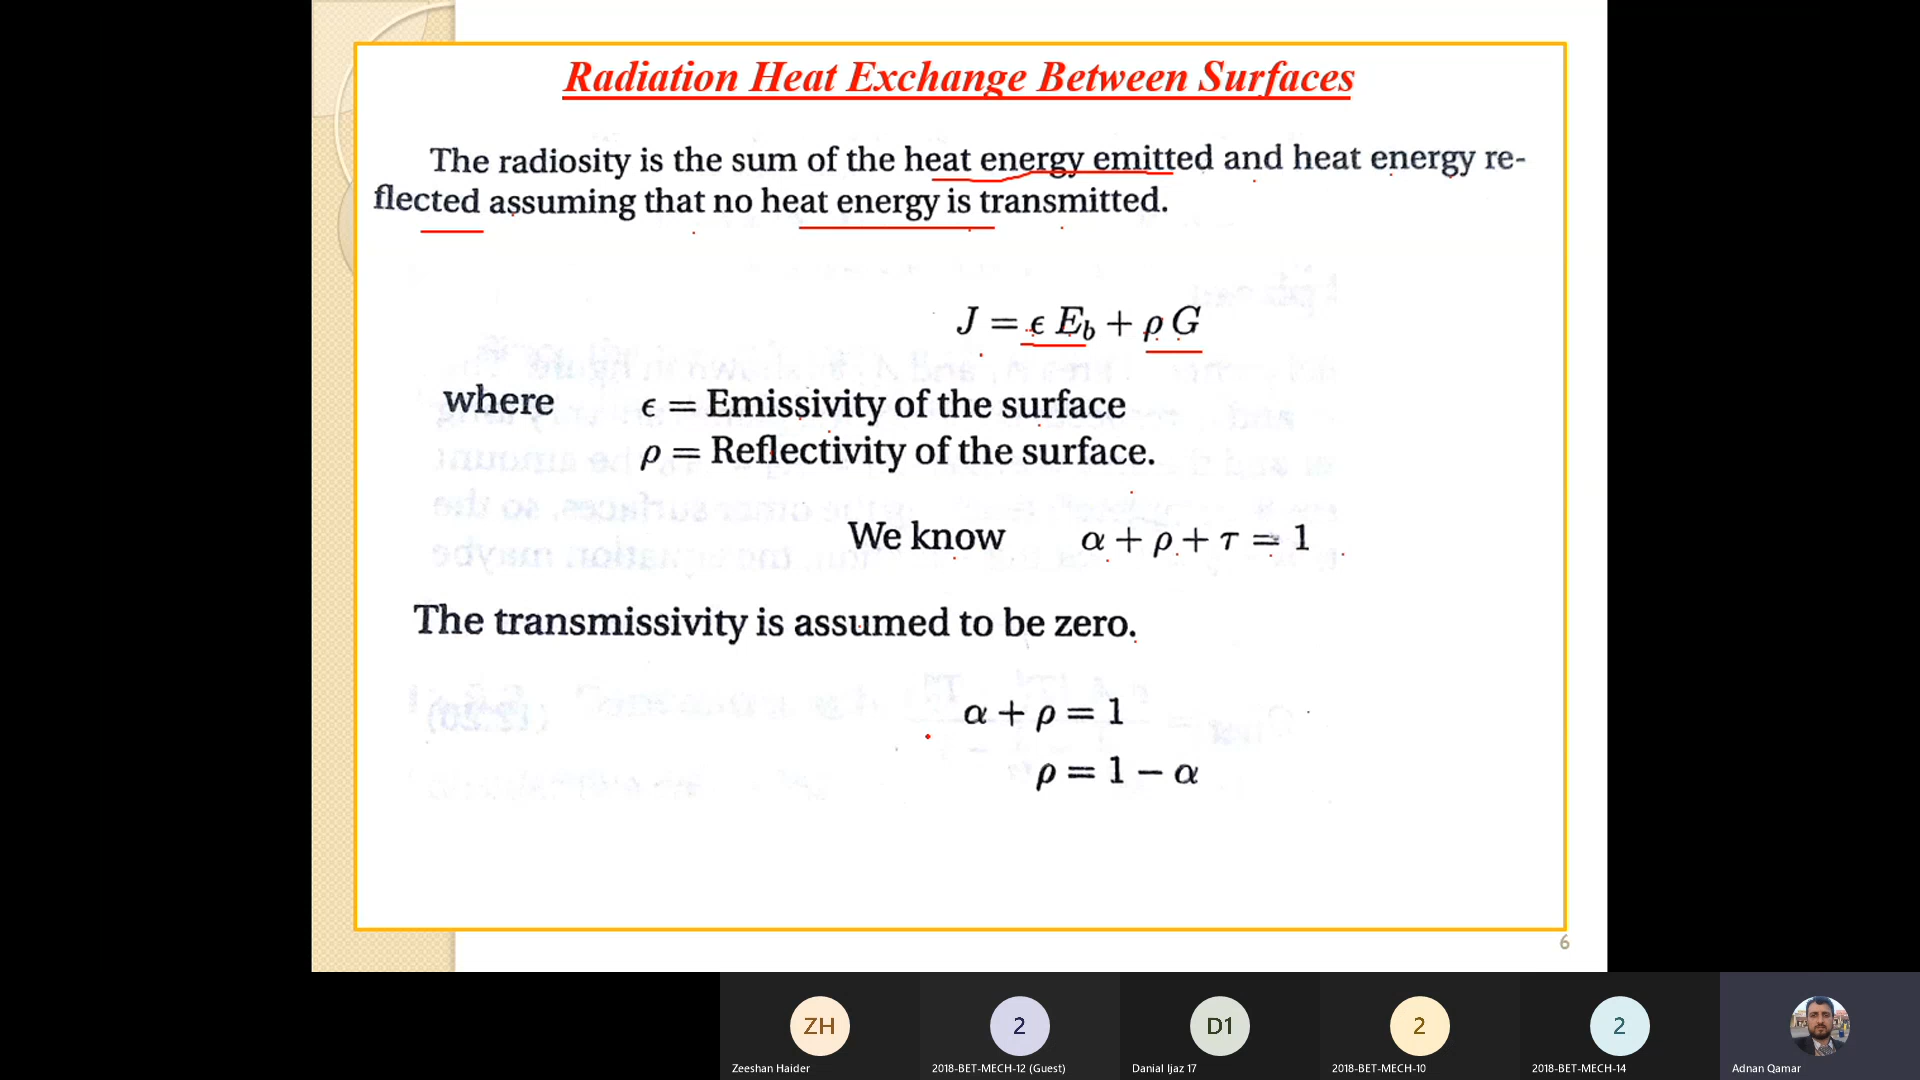 Radiation Heat Exchange Between Surfaces
The radiosity is the sum of the heat energy emitted and heat energy re-
flected assuming that no heat energy is transmitted.
J = ϵ E_b + ρ G
where ϵ = Emissivity of the surface
ρ = Reflectivity of the surface.
We know α + ρ + τ = 1
The transmissivity is assumed to be zero.
α + ρ = 1
ρ = 1 − α
6
ZH 2 D1 2 2
Zeeshan Haider 2018-BET-MECH-12 (Guest) Danial Ijaz 17 2018-BET-MECH-10 2018-BET-MECH-14 Adnan Qamar